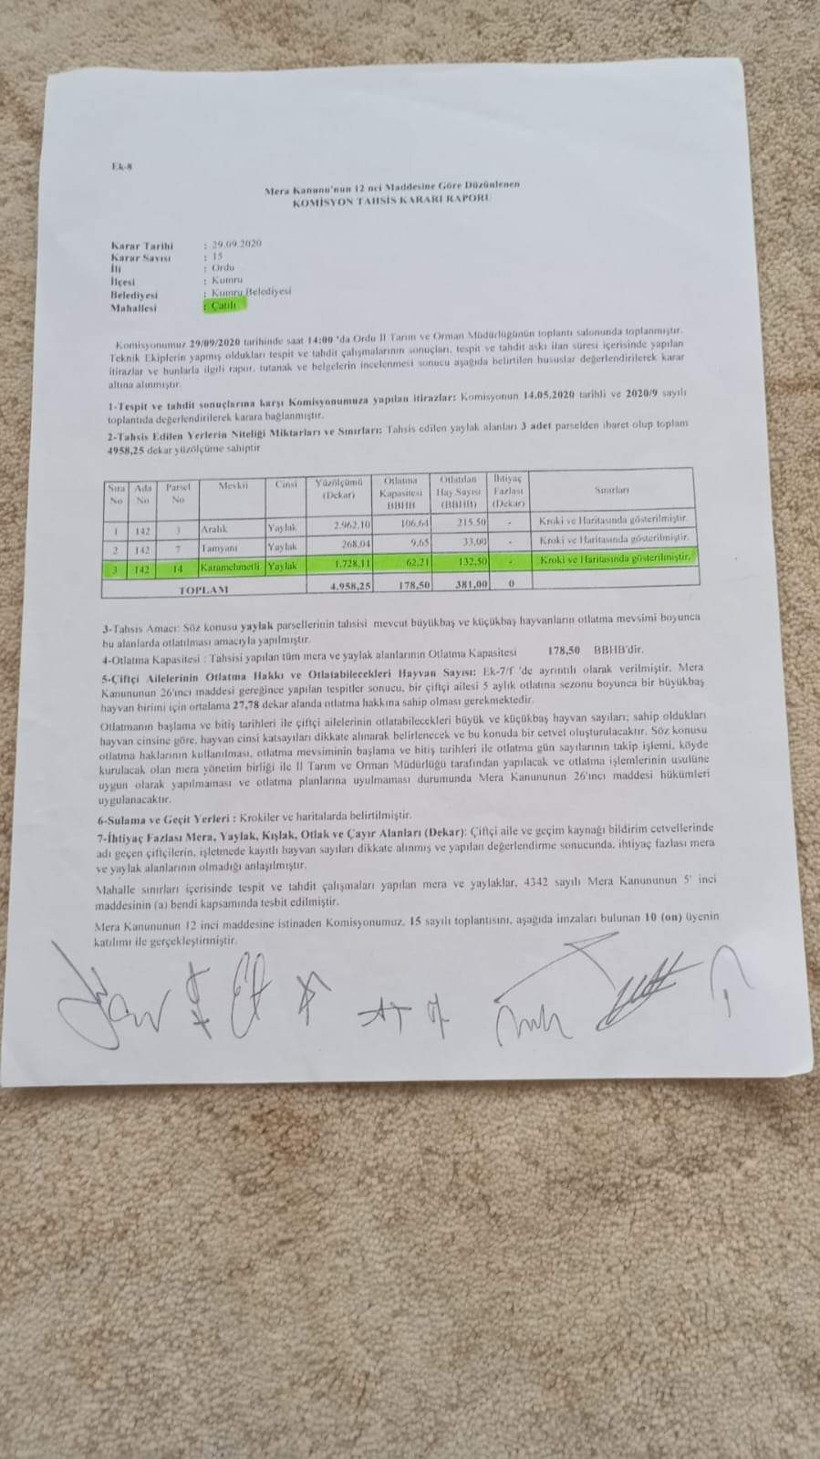 Ek-8
Mera Kanunu'nun 12 nci Maddesine Göre Düzünlenen
KOMİSYON TAHSİS KARARI RAPORU
Karar Tarihi : 29.09.2020
Karar Sayısı : 15
İli : Ordu
İlçesi : Kumru
Belediyesi : Kumru Belediyesi
Mahallesi : Çatılı
Komisyonumuz 29/09/2020 tarihinde saat 14:00 'da Ordu İl Tarım ve Orman Müdürlüğünün toplantı salonunda toplanmıştır.
Teknik Ekiplerin yapmış oldukları tespit ve tahdit çalışmalarının sonuçları, tespit ve tahdit askı ilan süresi içerisinde yapılan
itirazlar ve bunlarla ilgili rapor, tutanak ve belgelerin incelenmesi sonucu aşağıda belirtilen hususlar değerlendirilerek karar
altına alınmıştır.
1-Tespit ve tahdit sonuçlarına karşı Komisyonumuza yapılan itirazlar: Komisyonun 14.05.2020 tarihli ve 2020/9 sayılı
toplantıda değerlendirilerek karara bağlanmıştır.
2-Tahsis Edilen Yerlerin Niteliği Miktarları ve Sınırları: Tahsis edilen yaylak alanları 3 adet parselden ibaret olup toplam
4958,25 dekar yüzölçüme sahiptir
Sıra No Ada No Parsel No Mevkii Cinsi Yüzölçümü (Dekar) Otlatma Kapasitesi BBHB Otlatılan Hay.Sayısı (BBHB) İhtiyaç Fazlası (Dekar) Sınırları
1 142 3 Aralık Yaylak 2.962,10 106,64 215,50 - Kroki ve Haritasında gösterilmiştir.
2 142 7 Yaylak 268,04 9,65 33,00 - Kroki ve Haritasında gösterilmiştir.
3 142 14 Karamehmetli Yaylak 1.728,11 62,21 132,50 - Kroki ve Haritasında gösterilmiştir.
TOPLAM 4.958,25 178,50 381,00 0
3-Tahsis Amacı: Söz konusu yaylak parsellerinin tahsisi mevcut büyükbaş ve küçükbaş hayvanların otlatma mevsimi boyunca
bu alanlarda otlatılması amacıyla yapılmıştır.
4-Otlatma Kapasitesi : Tahsisi yapılan tüm mera ve yaylak alanlarının Otlatma Kapasitesi 178,50 BBHB'dir.
5-Çiftçi Ailelerinin Otlatma Hakkı ve Otlatabilecekleri Hayvan Sayısı: Ek-7/f 'de ayrıntılı olarak verilmiştir. Mera
Kanununun 26'ıncı maddesi gereğince yapılan tespitler sonucu, bir çiftçi ailesi 5 aylık otlatma sezonu boyunca bir büyükbaş
hayvan birimi için ortalama 27,78 dekar alanda otlatma hakkına sahip olması gerekmektedir.
Otlatmanın başlama ve bitiş tarihleri ile çiftçi ailelerinin otlatabilecekleri büyük ve küçükbaş hayvan sayıları; sahip oldukları
hayvan cinsine göre, hayvan cinsi katsayıları dikkate alınarak belirlenecek ve bu konuda bir cetvel oluşturulacaktır. Söz konusu
otlatma haklarının kullanılması, otlatma mevsiminin başlama ve bitiş tarihleri ile otlatma gün sayılarının takip işlemi, köyde
kurulacak olan mera yönetim birliği ile İl Tarım ve Orman Müdürlüğü tarafından yapılacak ve otlatma işlemlerinin usulüne
uygun olarak yapılmaması ve otlatma planlarına uyulmaması durumunda Mera Kanununun 26'ıncı maddesi hükümleri
uygulanacaktır.
6-Sulama ve Geçit Yerleri : Krokiler ve haritalarda belirtilmiştir.
7-İhtiyaç Fazlası Mera, Yaylak, Kışlak, Otlak ve Çayır Alanları (Dekar): Çiftçi aile ve geçim kaynağı bildirim cetvellerinde
adı geçen çiftçilerin, işletmede kayıtlı hayvan sayıları dikkate alınmış ve yapılan değerlendirme sonucunda, ihtiyaç fazlası mera
ve yaylak alanlarının olmadığı anlaşılmıştır.
Mahalle sınırları içerisinde tespit ve tahdit çalışmaları yapılan mera ve yaylaklar, 4342 sayılı Mera Kanununun 5' inci
maddesinin (a) bendi kapsamında tesbit edilmiştir.
Mera Kanununun 12 inci maddesine istinaden Komisyonumuz, 15 sayılı toplantısını, aşağıda imzaları bulunan 10 (on) üyenin
katılımı ile gerçekleştirmiştir.